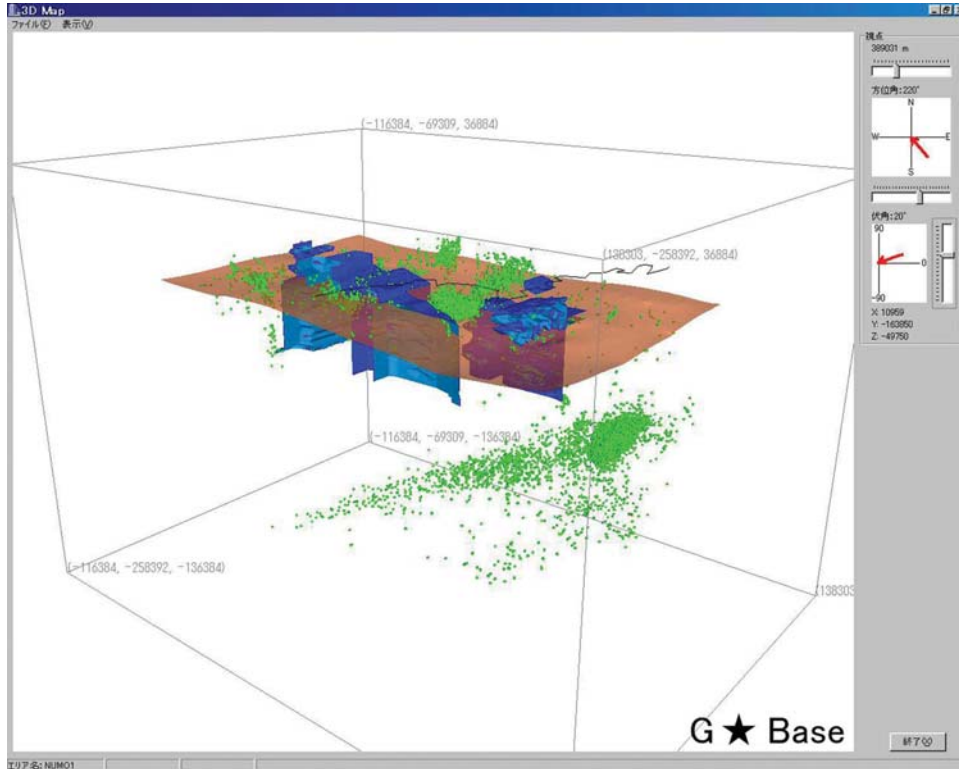 3D Map
ファイル(F) 表示(V)
(-116384, -69309, 36884)
(138303, -258392, 36884)
(-116384, -69309, -136384)
(-116384, -258392, -136384)
(138303
G ★ Base
視点
389031 m
方位角:220°
N
W E
S
伏角:20°
90
0
-90
X: 10959
Y: -163850
Z: -49750
終了(X)
エリア名: NUMO1